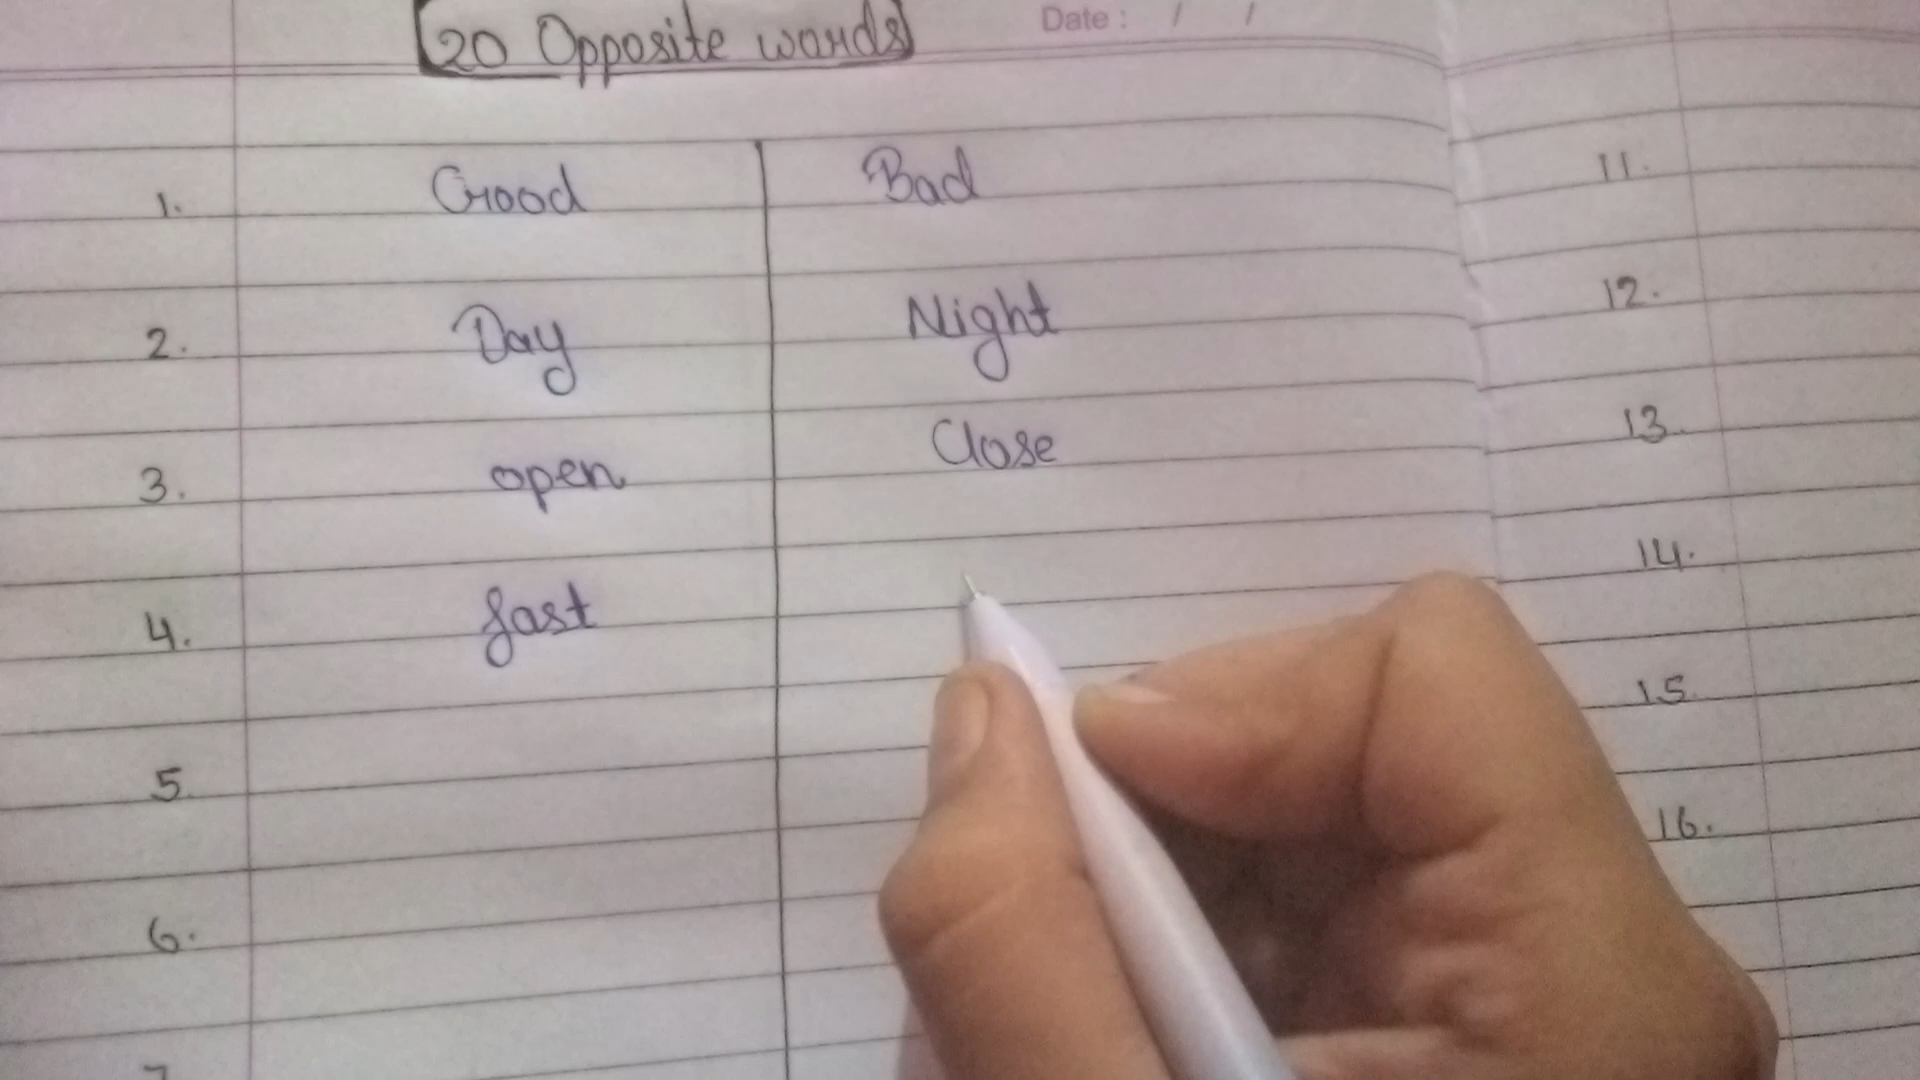 20 Opposite words
Date : / /
1. Good Bad
2. Day Night
3. open Close
4. fast
5.
6.
7
11.
12.
13.
14.
15.
16.